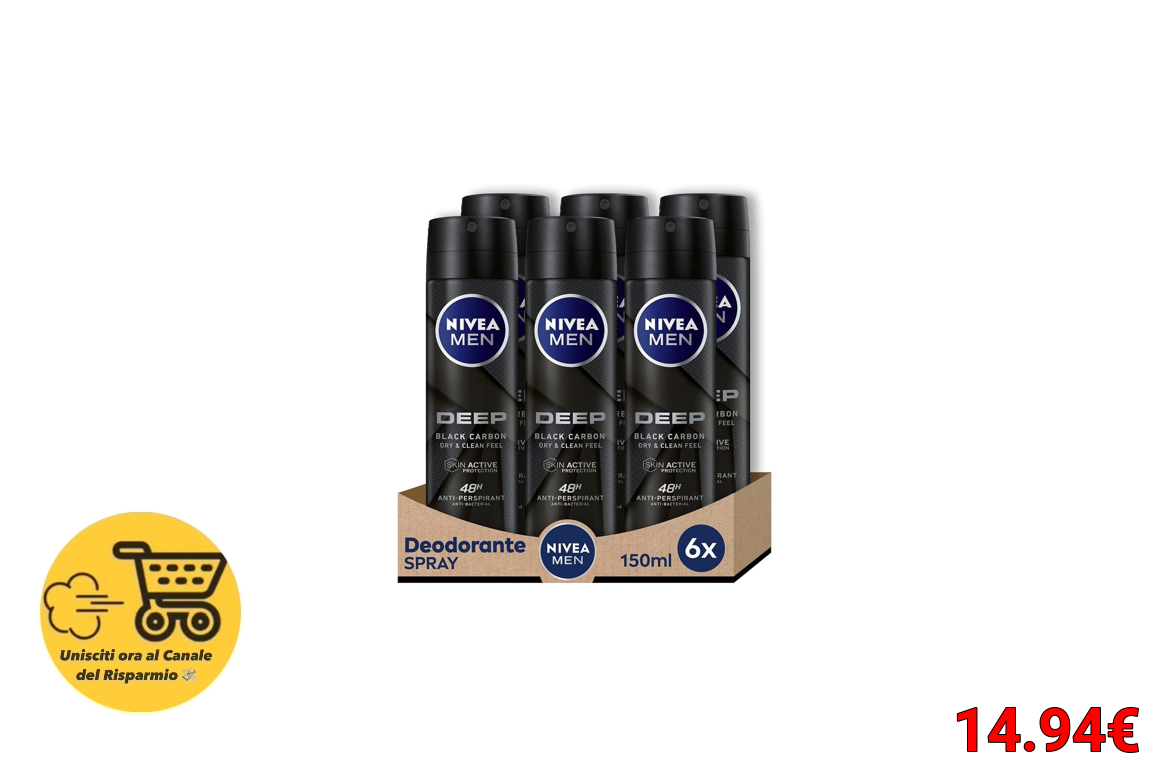 NIVEA
MEN
DEEP
BLACK CARBON
DRY & CLEAN FEEL
SKIN ACTIVE
PROTECTION
48H
ANTI-PERSPIRANT
ANTI-BACTERIAL
NIVEA
MEN
DEEP
BLACK CARBON
DRY & CLEAN FEEL
SKIN ACTIVE
PROTECTION
48H
ANTI-PERSPIRANT
ANTI-BACTERIAL
NIVEA
MEN
DEEP
BLACK CARBON
DRY & CLEAN FEEL
SKIN ACTIVE
PROTECTION
48H
ANTI-PERSPIRANT
ANTI-BACTERIAL
Deodorante
SPRAY
NIVEA
MEN
150ml
6x
Unisciti ora al Canale
del Risparmio 💸
14.94€